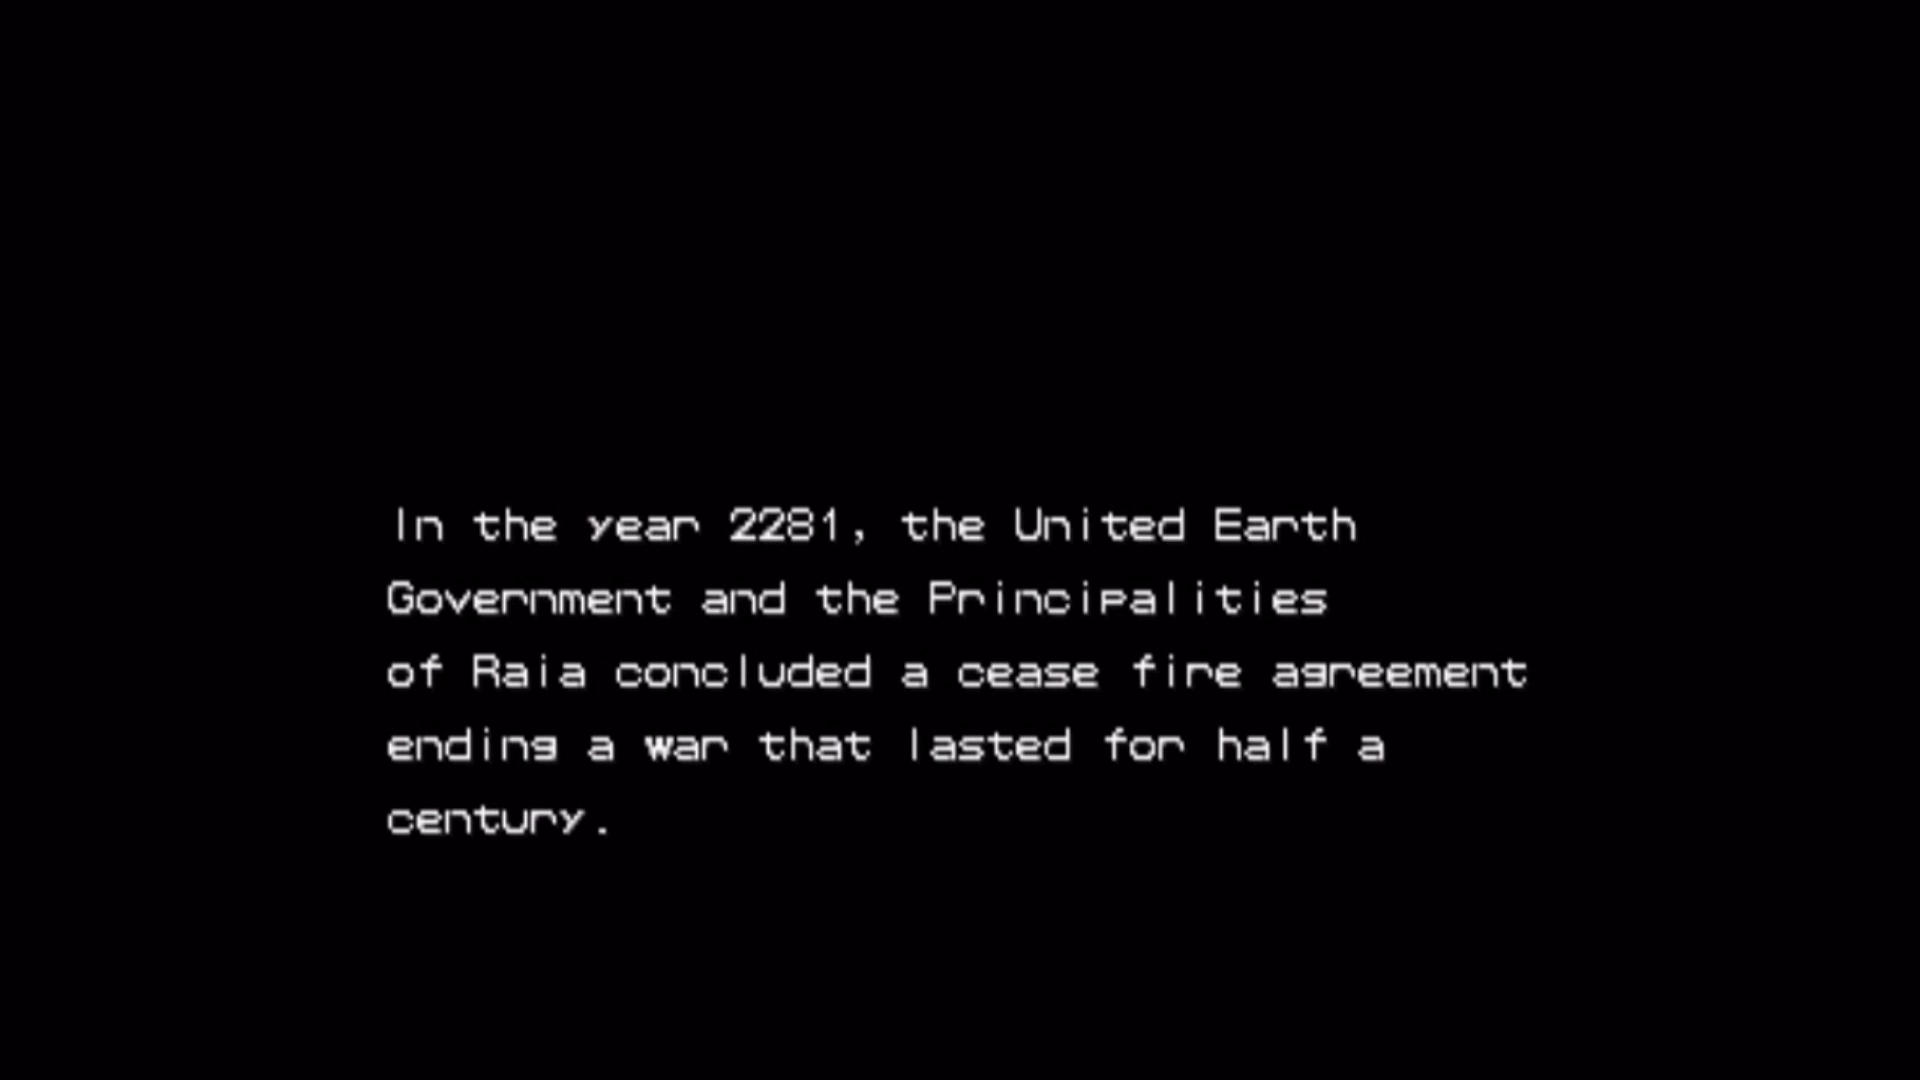 In the year 2281, the United Earth
Government and the Principalities
of Raia concluded a cease fire agreement
ending a war that lasted for half a
century.